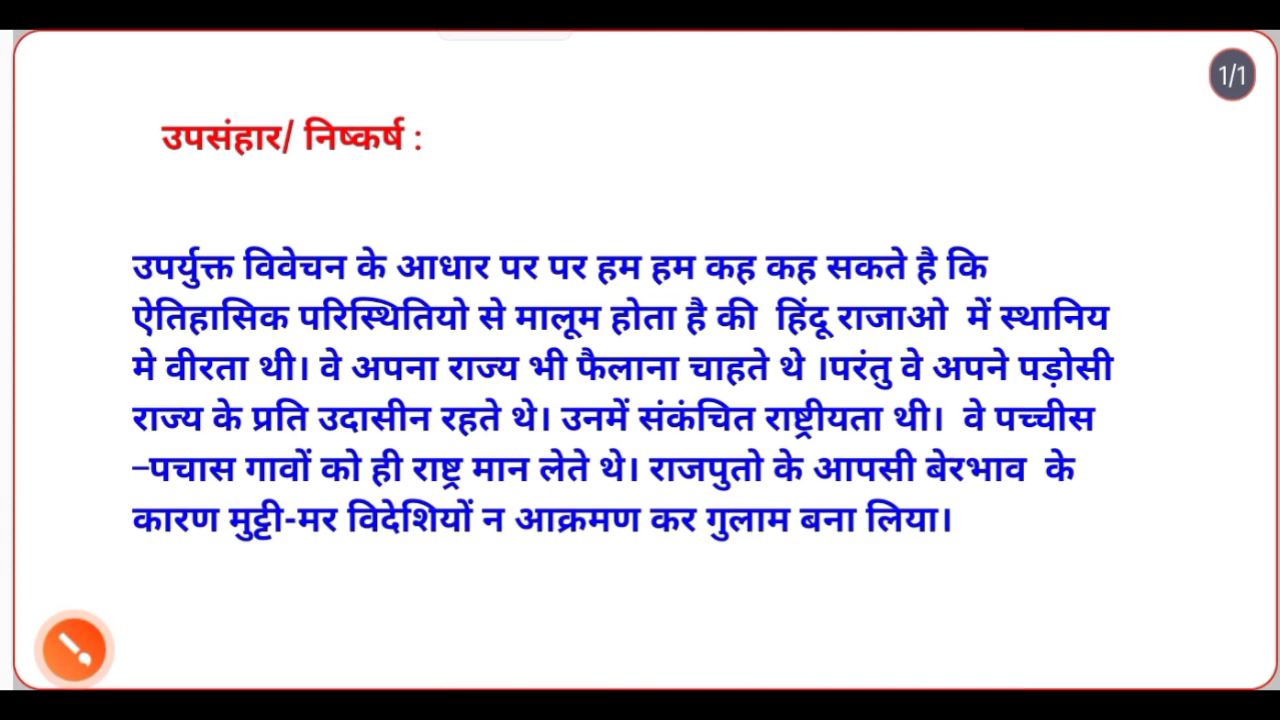 1/1
उपसंहार/ निष्कर्ष :
उपर्युक्त विवेचन के आधार पर पर हम हम कह कह सकते है कि
ऐतिहासिक परिस्थितियो से मालूम होता है की हिंदू राजाओ में स्थानिय
मे वीरता थी। वे अपना राज्य भी फैलाना चाहते थे ।परंतु वे अपने पड़ोसी
राज्य के प्रति उदासीन रहते थे। उनमें संकंचित राष्ट्रीयता थी। वे पच्चीस
–पचास गावों को ही राष्ट्र मान लेते थे। राजपुतो के आपसी बेरभाव के
कारण मुट्टी-मर विदेशियों न आक्रमण कर गुलाम बना लिया।